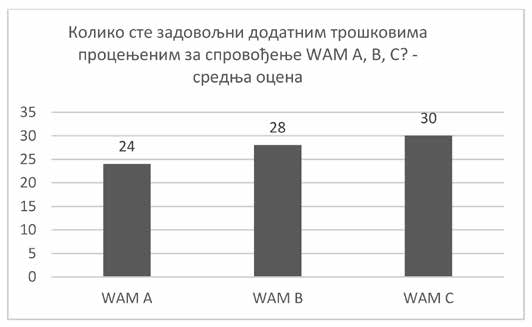 Колико сте задовољни додатним трошковима
процењеним за спровођење WAM A, B, C? -
средња оцена
35
30
25
20
15
10
5
0
24
28
30
WAM A
WAM B
WAM C